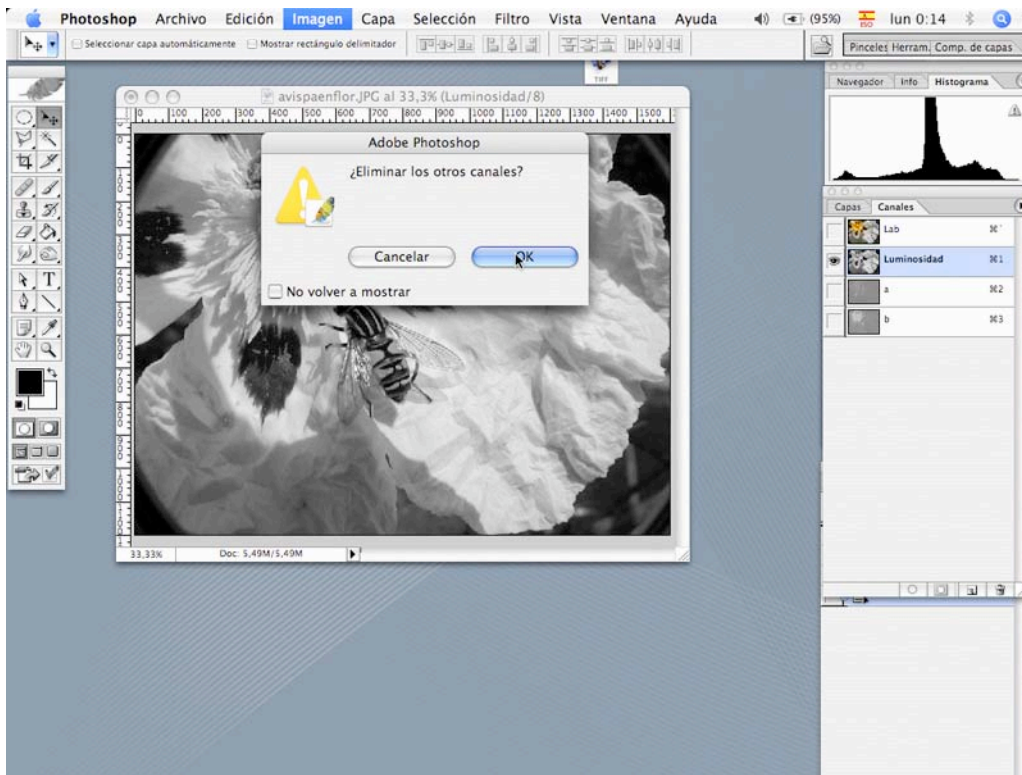 Photoshop Archivo Edición Imagen Capa Selección Filtro Vista Ventana Ayuda (95%) ISO lun 0:14
Seleccionar capa automáticamente Mostrar rectángulo delimitador Pinceles Herram. Comp. de capas
TIFF
Navegador Info Histograma
avispaenflor.JPG al 33,3% (Luminosidad/8)
0 100 200 300 400 500 600 700 800 900 1000 1100 1200 1300 1400 1500
Adobe Photoshop
¿Eliminar los otros canales?
Cancelar OK
No volver a mostrar
Capas Canales
Lab ⌘~
Luminosidad ⌘1
a ⌘2
b ⌘3
T
33,33% Doc: 5,49M/5,49M